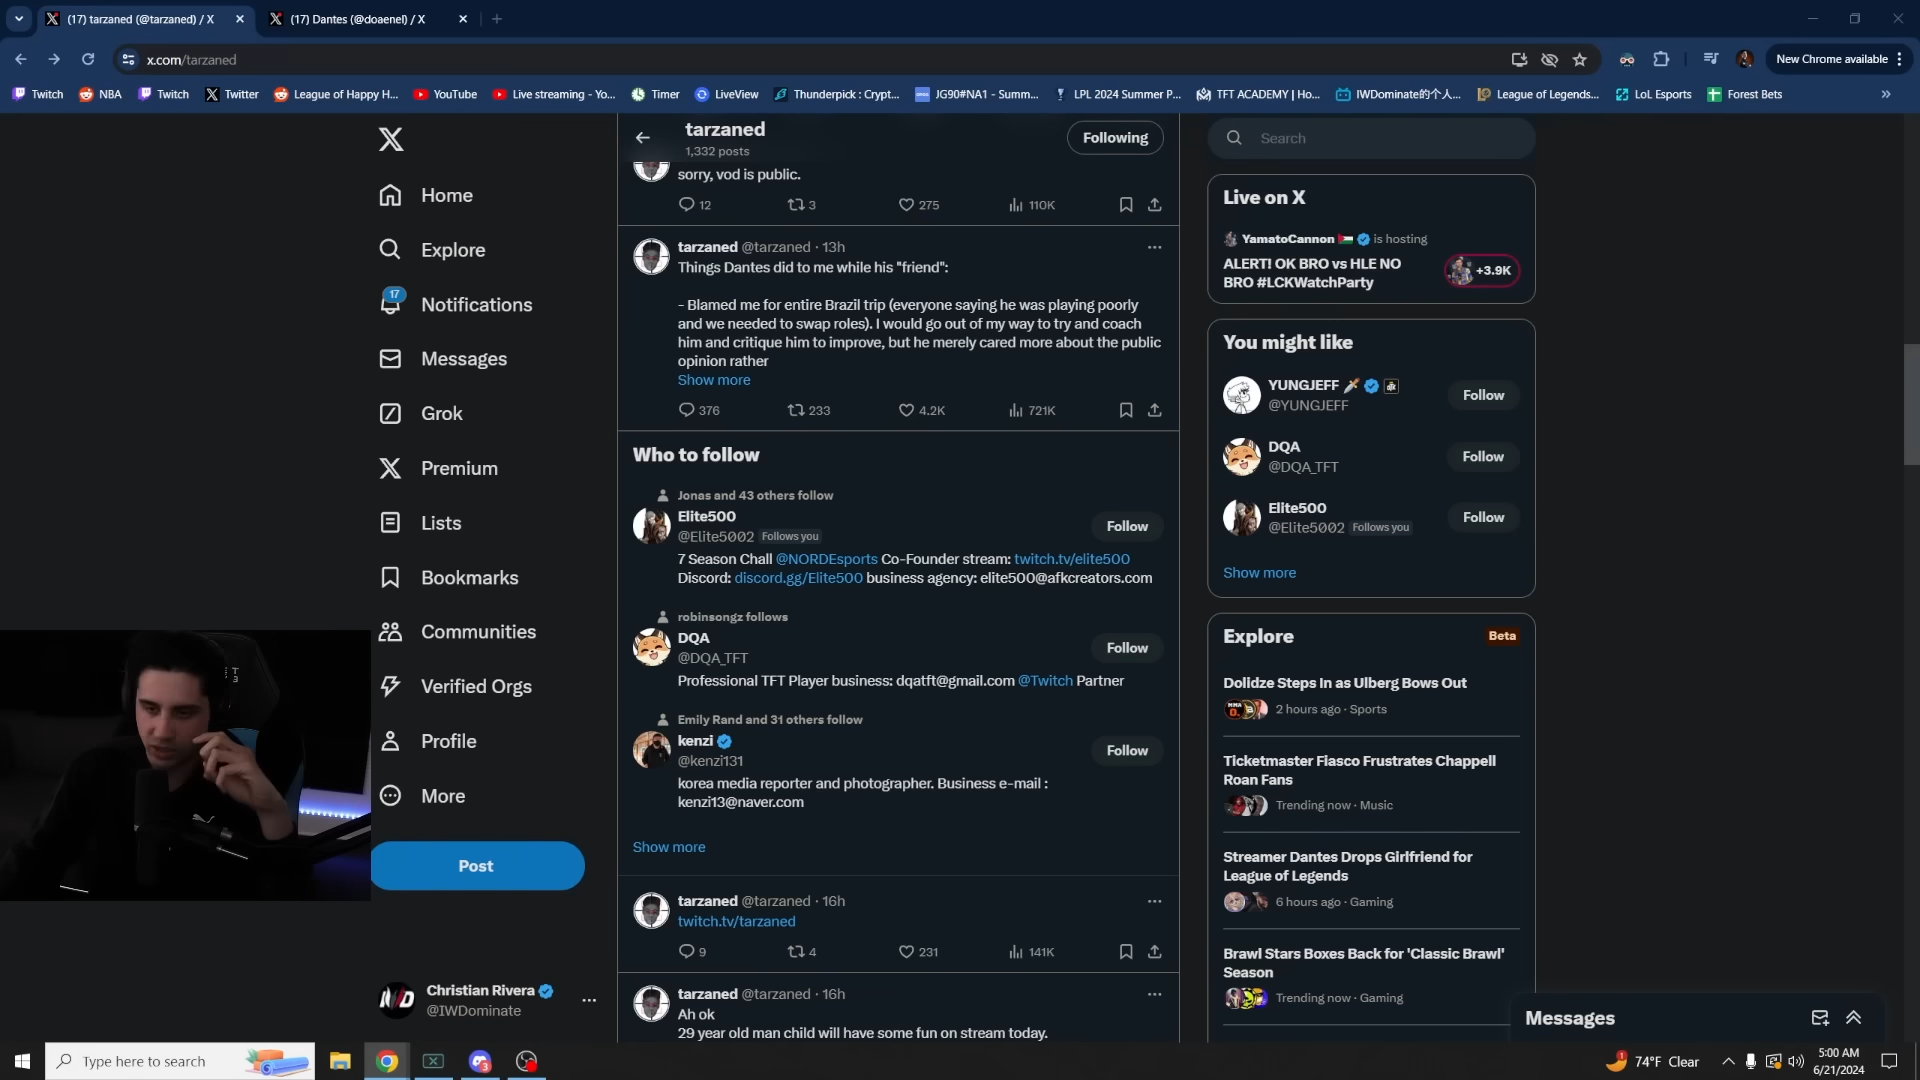 (17) tarzaned (@tarzaned) / X
(17) Dantes (@doaenel) / X
x.com/tarzaned
New Chrome available
Twitch
NBA
Twitch
Twitter
League of Happy H...
YouTube
Live streaming - Yo...
Timer
LiveView
Thunderpick : Crypt...
JG90#NA1 - Summ...
LPL 2024 Summer P...
TFT ACADEMY | Ho...
IWDominate的个人...
League of Legends...
LoL Esports
Forest Bets
Home
Explore
17
Notifications
Messages
Grok
Premium
Lists
Bookmarks
Communities
Verified Orgs
Profile
More
Post
Christian Rivera
@IWDominate
tarzaned
1,332 posts
Following
sorry, vod is public.
12 3 275 110K
tarzaned @tarzaned · 13h
Things Dantes did to me while his "friend":
- Blamed me for entire Brazil trip (everyone saying he was playing poorly
and we needed to swap roles). I would go out of my way to try and coach
him and critique him to improve, but he merely cared more about the public
opinion rather
Show more
376 233 4.2K 721K
Who to follow
Jonas and 43 others follow
Elite500
@Elite5002 Follows you
Follow
7 Season Chall @NORDEsports Co-Founder stream: twitch.tv/elite500
Discord: discord.gg/Elite500 business agency: elite500@afkcreators.com
robinsongz follows
DQA
@DQA_TFT
Follow
Professional TFT Player business: dqatft@gmail.com @Twitch Partner
Emily Rand and 31 others follow
kenzi
@kenzi131
Follow
korea media reporter and photographer. Business e-mail :
kenzi13@naver.com
Show more
tarzaned @tarzaned · 16h
twitch.tv/tarzaned
9 4 231 141K
tarzaned @tarzaned · 16h
Ah ok
29 year old man child will have some fun on stream today.
Search
Live on X
YamatoCannon is hosting
ALERT! OK BRO vs HLE NO
BRO #LCKWatchParty
+3.9K
You might like
YUNGJEFF
@YUNGJEFF
Follow
DQA
@DQA_TFT
Follow
Elite500
@Elite5002 Follows you
Follow
Show more
Explore
Beta
Dolidze Steps In as Ulberg Bows Out
2 hours ago · Sports
Ticketmaster Fiasco Frustrates Chappell
Roan Fans
Trending now · Music
Streamer Dantes Drops Girlfriend for
League of Legends
6 hours ago · Gaming
Brawl Stars Boxes Back for 'Classic Brawl'
Season
Trending now · Gaming
Messages
Type here to search
74°F Clear
5:00 AM
6/21/2024